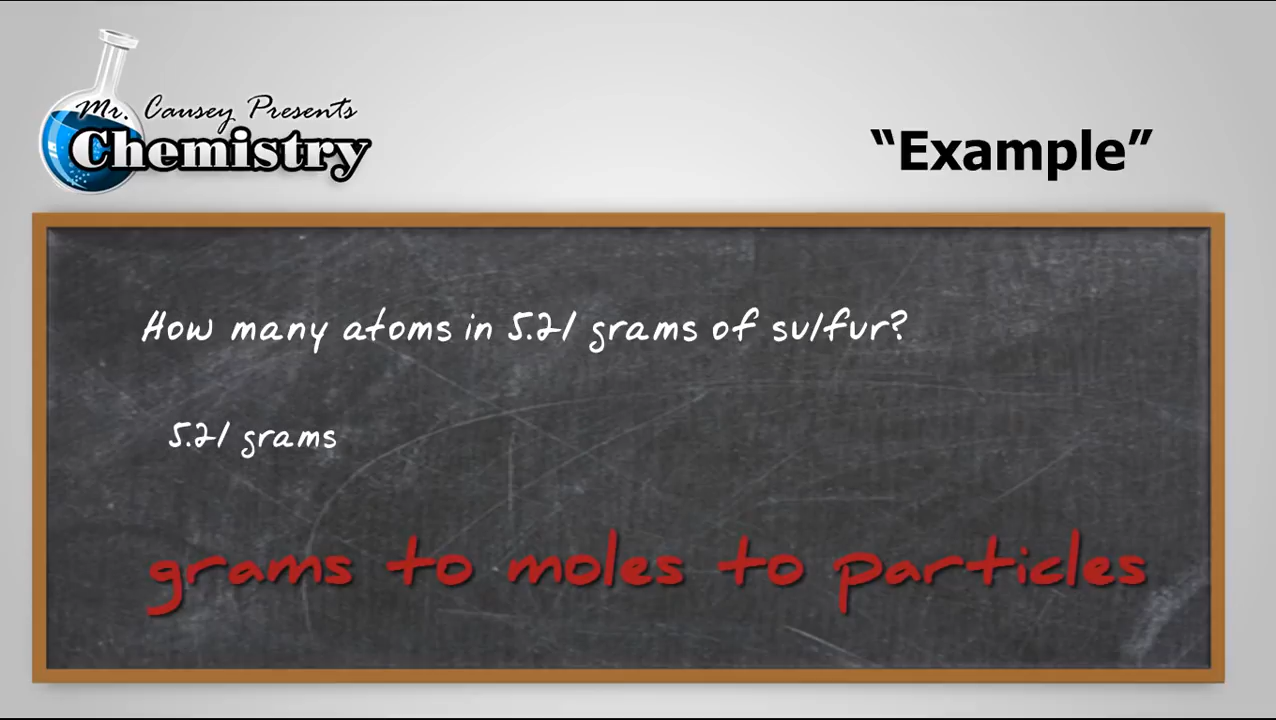 Mr. Causey Presents
Chemistry
“Example”
How many atoms in 5.21 grams of sulfur?
5.21 grams
grams to moles to particles